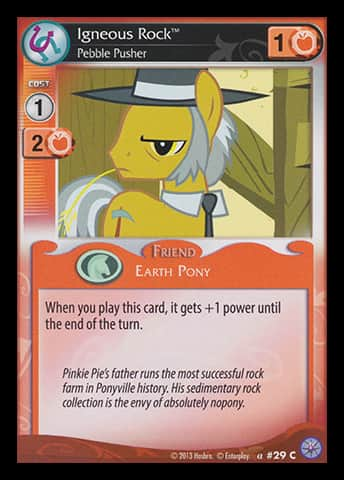 Igneous Rock™
Pebble Pusher
1
COST
1
2
FRIEND
EARTH PONY
When you play this card, it gets +1 power until
the end of the turn.
Pinkie Pie's father runs the most successful rock
farm in Ponyville history. His sedimentary rock
collection is the envy of absolutely nopony.
© 2013 Hasbro. © Enterplay. α #29 C